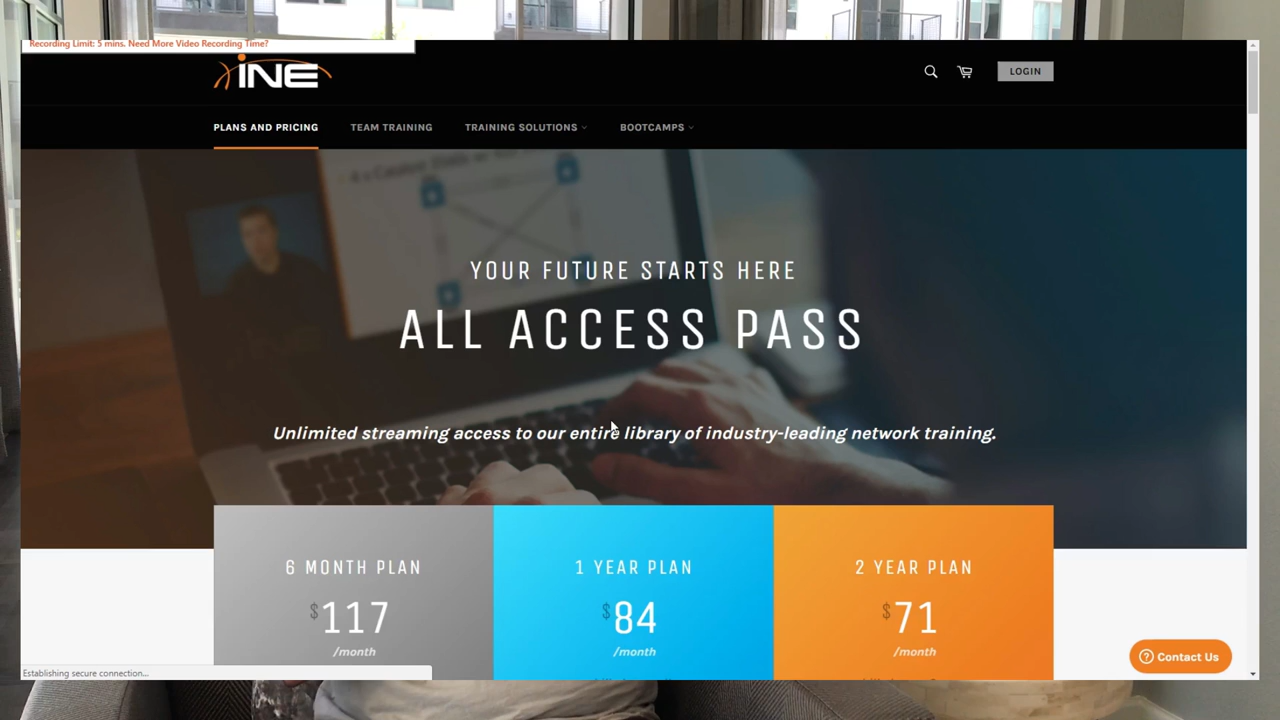 Recording Limit: 5 mins. Need More Video Recording Time?
INE
LOGIN
PLANS AND PRICING
TEAM TRAINING
TRAINING SOLUTIONS
BOOTCAMPS
YOUR FUTURE STARTS HERE
ALL ACCESS PASS
Unlimited streaming access to our entire library of industry-leading network training.
6 MONTH PLAN
$117
/month
1 YEAR PLAN
$84
/month
2 YEAR PLAN
$71
/month
Contact Us
Establishing secure connection...